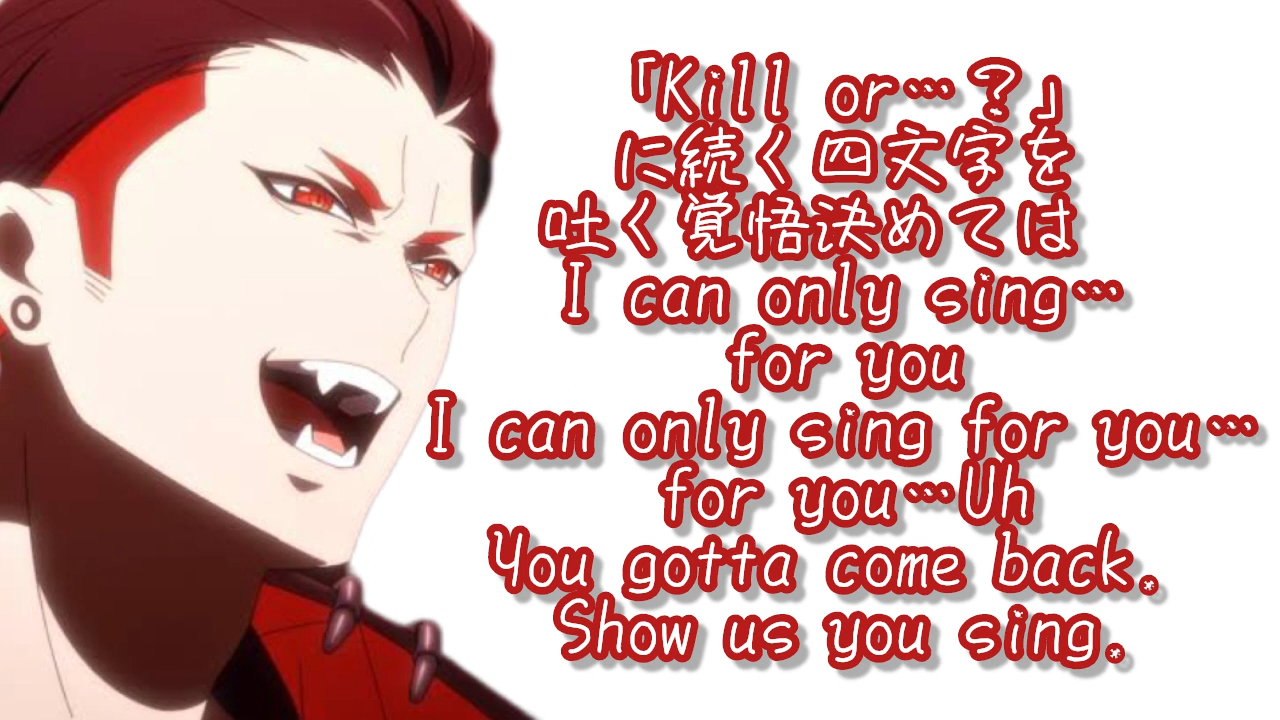 「Kill or…？」
に続く四文字を
吐く覚悟決めては
I can only sing…
for you
I can only sing for you…
for you…Uh
You gotta come back.
Show us you sing.